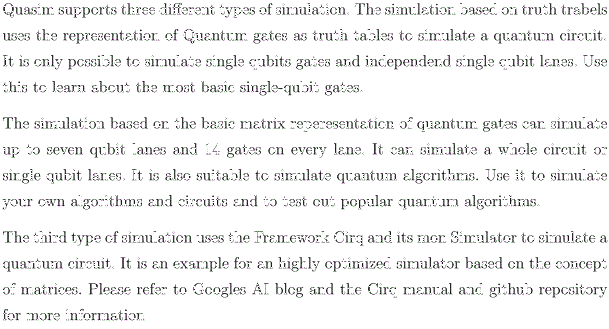 Quasim supports three different types of simulation. The simulation based on truth trabels
uses the representation of Quantum gates as truth tables to simulate a quantum circuit.
It is only possible to simulate single qubits gates and independend single qubit lanes. Use
this to learn about the most basic single-qubit gates.
The simulation based on the basic matrix reperesentation of quantum gates can simulate
up to seven qubit lanes and 14 gates on every lane. It can simulate a whole circuit or
single qubit lanes. It is also suitable to simulate quantum algorithms. Use it to simulate
your own algorithms and circuits and to test out popular quantum algorithms.
The third type of simulation uses the Framework Cirq and its mon Simulator to simulate a
quantum circuit. It is an example for an highly optimized simulator based on the concept
of matrices. Please refer to Googles AI blog and the Cirq manual and github repository
for more information